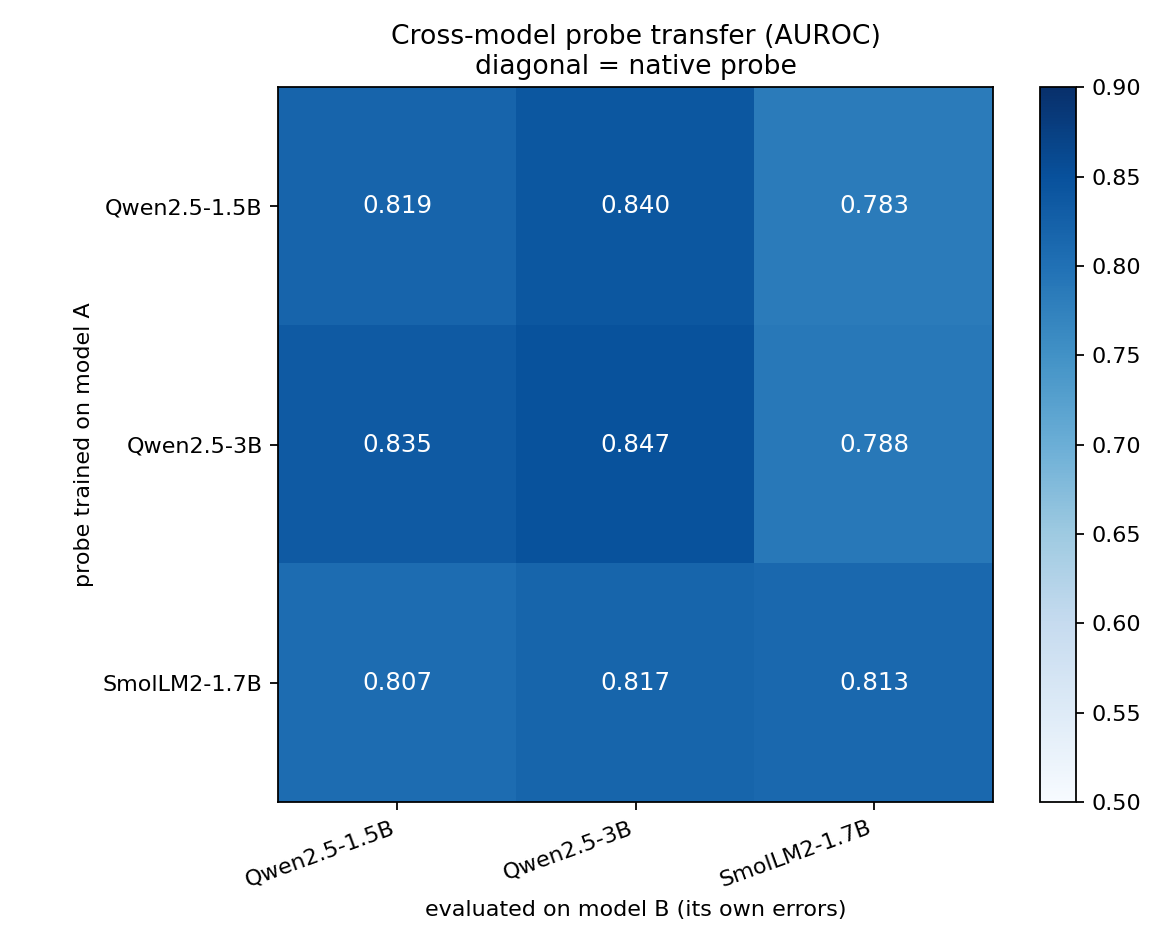 Cross-model probe transfer (AUROC)
diagonal = native probe
probe trained on model A
Qwen2.5-1.5B
0.819 0.840 0.783
Qwen2.5-3B
0.835 0.847 0.788
SmolLM2-1.7B
0.807 0.817 0.813
Qwen2.5-1.5B Qwen2.5-3B SmolLM2-1.7B
evaluated on model B (its own errors)
0.90
0.85
0.80
0.75
0.70
0.65
0.60
0.55
0.50